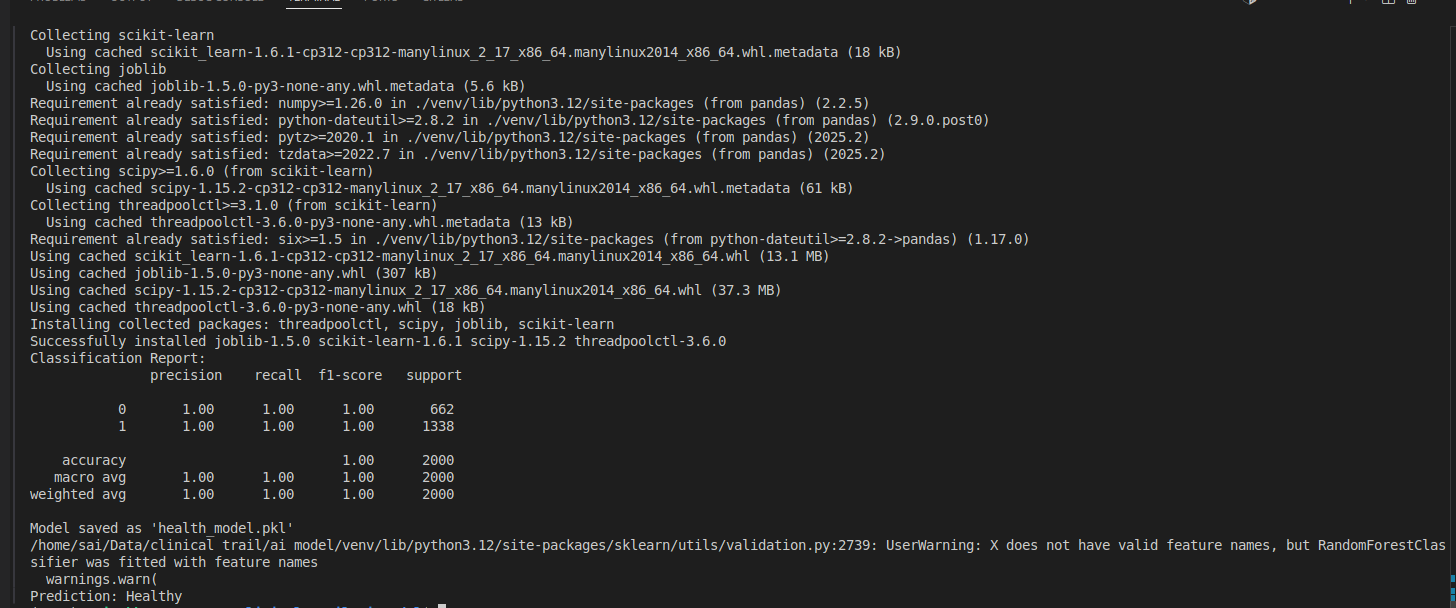 Collecting scikit-learn
  Using cached scikit_learn-1.6.1-cp312-cp312-manylinux_2_17_x86_64.manylinux2014_x86_64.whl.metadata (18 kB)
Collecting joblib
  Using cached joblib-1.5.0-py3-none-any.whl.metadata (5.6 kB)
Requirement already satisfied: numpy>=1.26.0 in ./venv/lib/python3.12/site-packages (from pandas) (2.2.5)
Requirement already satisfied: python-dateutil>=2.8.2 in ./venv/lib/python3.12/site-packages (from pandas) (2.9.0.post0)
Requirement already satisfied: pytz>=2020.1 in ./venv/lib/python3.12/site-packages (from pandas) (2025.2)
Requirement already satisfied: tzdata>=2022.7 in ./venv/lib/python3.12/site-packages (from pandas) (2025.2)
Collecting scipy>=1.6.0 (from scikit-learn)
  Using cached scipy-1.15.2-cp312-cp312-manylinux_2_17_x86_64.manylinux2014_x86_64.whl.metadata (61 kB)
Collecting threadpoolctl>=3.1.0 (from scikit-learn)
  Using cached threadpoolctl-3.6.0-py3-none-any.whl.metadata (13 kB)
Requirement already satisfied: six>=1.5 in ./venv/lib/python3.12/site-packages (from python-dateutil>=2.8.2->pandas) (1.17.0)
Using cached scikit_learn-1.6.1-cp312-cp312-manylinux_2_17_x86_64.manylinux2014_x86_64.whl (13.1 MB)
Using cached joblib-1.5.0-py3-none-any.whl (307 kB)
Using cached scipy-1.15.2-cp312-cp312-manylinux_2_17_x86_64.manylinux2014_x86_64.whl (37.3 MB)
Using cached threadpoolctl-3.6.0-py3-none-any.whl (18 kB)
Installing collected packages: threadpoolctl, scipy, joblib, scikit-learn
Successfully installed joblib-1.5.0 scikit-learn-1.6.1 scipy-1.15.2 threadpoolctl-3.6.0
Classification Report:
               precision    recall  f1-score   support
           0       1.00      1.00      1.00       662
           1       1.00      1.00      1.00      1338
    accuracy                           1.00      2000
   macro avg       1.00      1.00      1.00      2000
weighted avg       1.00      1.00      1.00      2000
Model saved as 'health_model.pkl'
/home/sai/Data/clinical trail/ai model/venv/lib/python3.12/site-packages/sklearn/utils/validation.py:2739: UserWarning: X does not have valid feature names, but RandomForestClas
sifier was fitted with feature names
  warnings.warn(
Prediction: Healthy